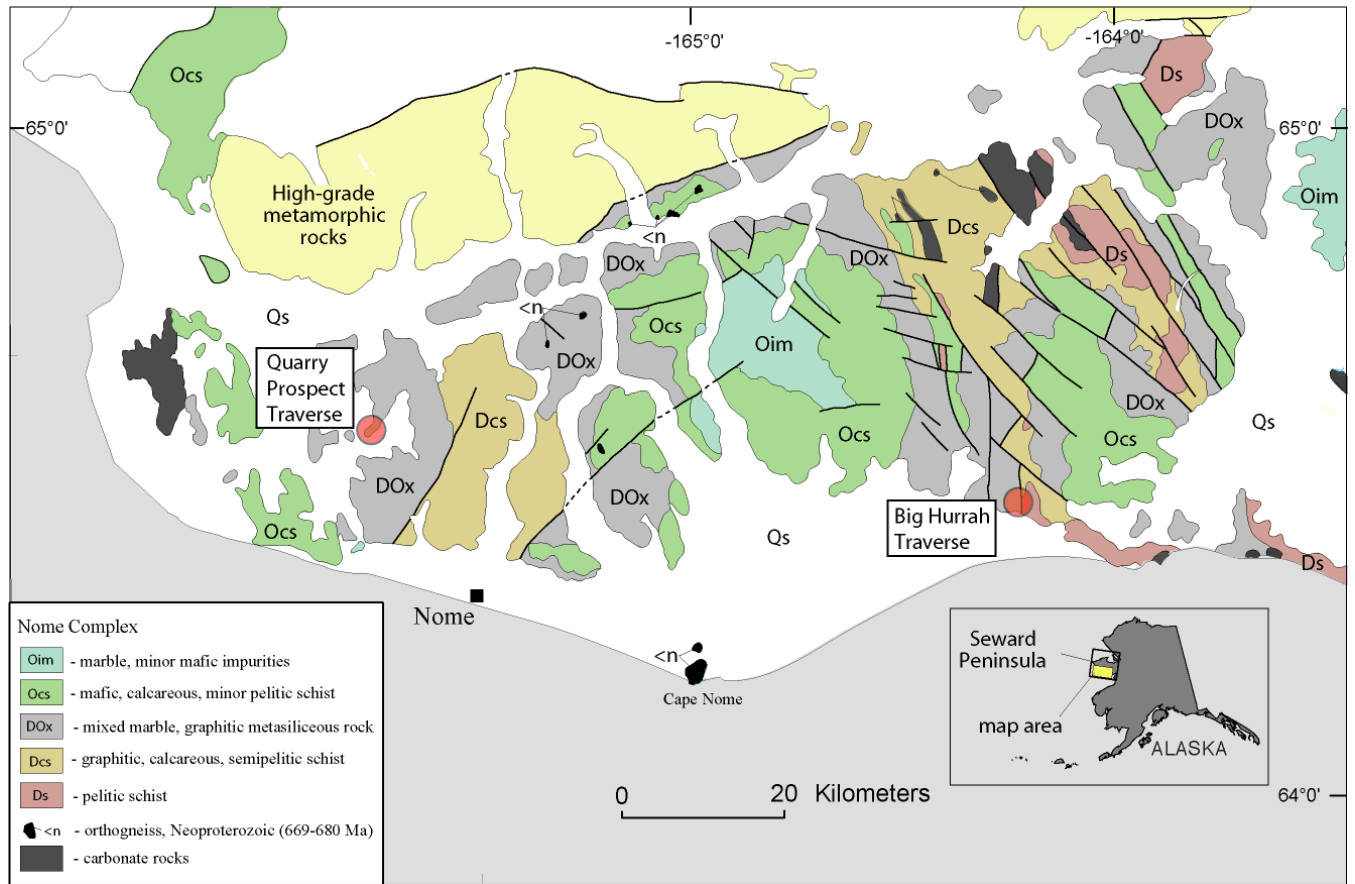 -165°0'
-164°0'
Ocs
Ds
65°0'
65°0'
DOx
High-grade
metamorphic
rocks
Oim
<n
Dcs
DOx
DOx
Ds
Qs
<n
Ocs
DOx
Oim
Quarry
Prospect
Traverse
Dcs
DOx
Qs
Ocs
Ocs
DOx
DOx
Big Hurrah
Traverse
Ocs
Qs
Ds
Nome
<n
Cape Nome
Nome Complex
Oim - marble, minor mafic impurities
Ocs - mafic, calcareous, minor pelitic schist
DOx - mixed marble, graphitic metasiliceous rock
Dcs - graphitic, calcareous, semipelitic schist
Ds - pelitic schist
<n - orthogneiss, Neoproterozoic (669-680 Ma)
- carbonate rocks
Seward
Peninsula
map area
ALASKA
0 20 Kilometers
64°0'